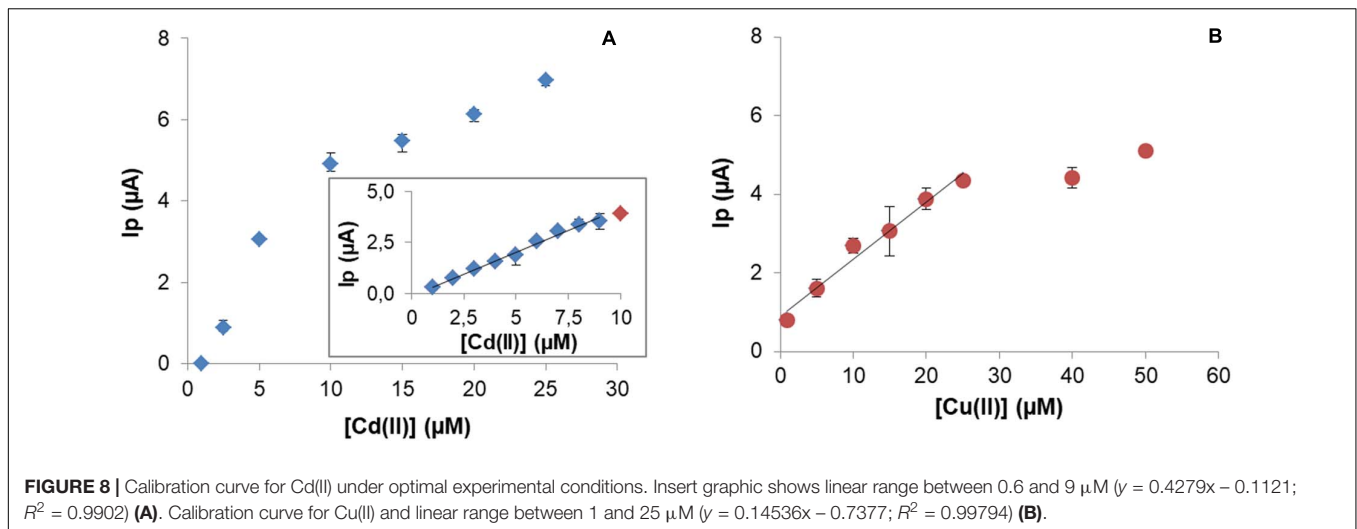 A
8
6
4
2
0
Ip (µA)
0 5 10 15 20 25 30
[Cd(II)] (µM)
5,0
2,5
0,0
Ip (µA)
0 2,5 5 7,5 10
[Cd(II)] (µM)
B
8
6
4
2
0
Ip (µA)
0 10 20 30 40 50 60
[Cu(II)] (µM)
FIGURE 8 | Calibration curve for Cd(II) under optimal experimental conditions. Insert graphic shows linear range between 0.6 and 9 µM (y = 0.4279x – 0.1121;
R² = 0.9902) (A). Calibration curve for Cu(II) and linear range between 1 and 25 µM (y = 0.14536x – 0.7377; R² = 0.99794) (B).